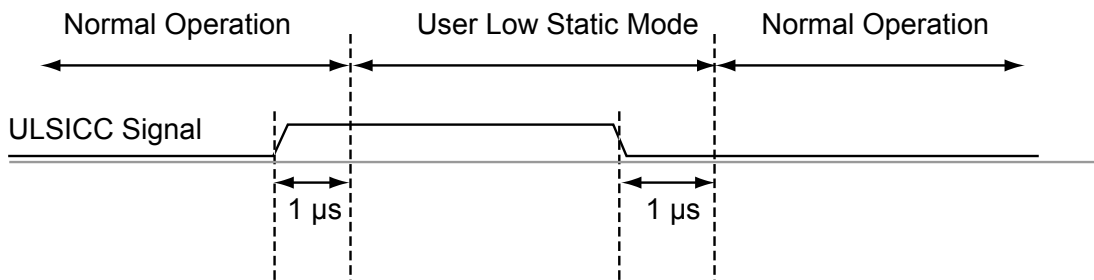 Normal Operation User Low Static Mode Normal Operation
ULSICC Signal
1 µs 1 µs